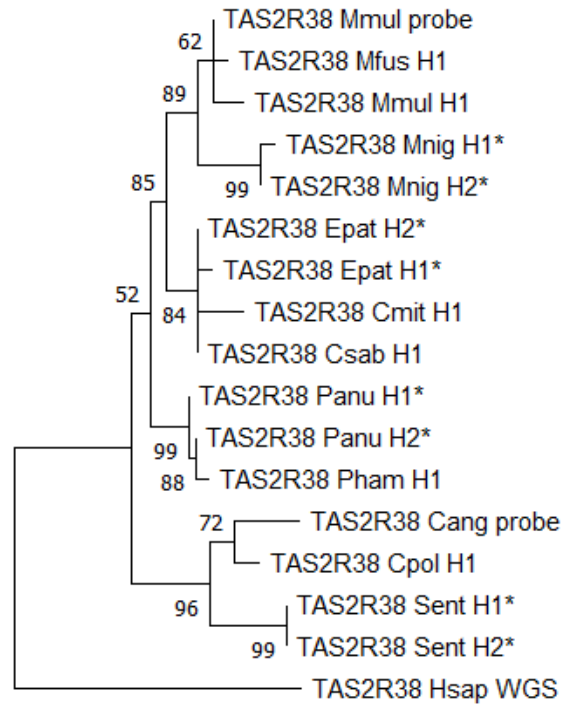 TAS2R38 Mmul probe
62
TAS2R38 Mfus H1
89
TAS2R38 Mmul H1
TAS2R38 Mnig H1*
85
99
TAS2R38 Mnig H2*
TAS2R38 Epat H2*
TAS2R38 Epat H1*
52
84
TAS2R38 Cmit H1
TAS2R38 Csab H1
TAS2R38 Panu H1*
TAS2R38 Panu H2*
99
88
TAS2R38 Pham H1
72
TAS2R38 Cang probe
TAS2R38 Cpol H1
96
TAS2R38 Sent H1*
99
TAS2R38 Sent H2*
TAS2R38 Hsap WGS